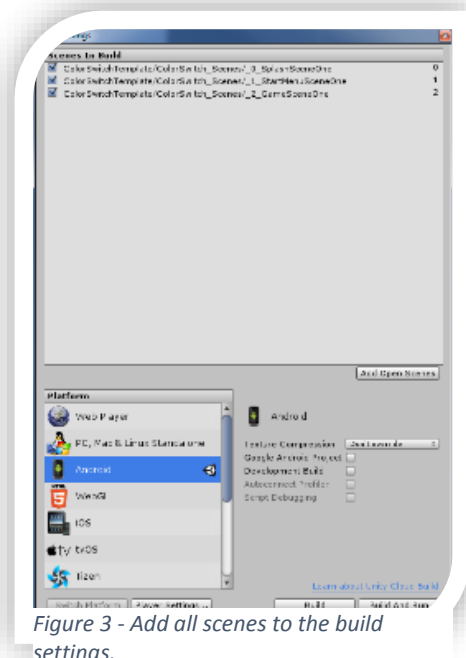 Scenes In Build
ColorSwitchTemplate/ColorSwitch_Scenes/_0_SplashSceneOne 0
ColorSwitchTemplate/ColorSwitch_Scenes/_1_StartMenuSceneOne 1
ColorSwitchTemplate/ColorSwitch_Scenes/_2_GameSceneOne 2
Add Open Scenes
Platform
Web Player
PC, Mac & Linux Standalone
Android
WebGL
iOS
tv tvOS
Tizen
Android
Texture Compression Don't override
Google Android Project
Development Build
Autoconnect Profiler
Script Debugging
Learn about Unity Cloud Build
Switch Platform Player Settings...
Build Build And Run
Figure 3 - Add all scenes to the build
settings.